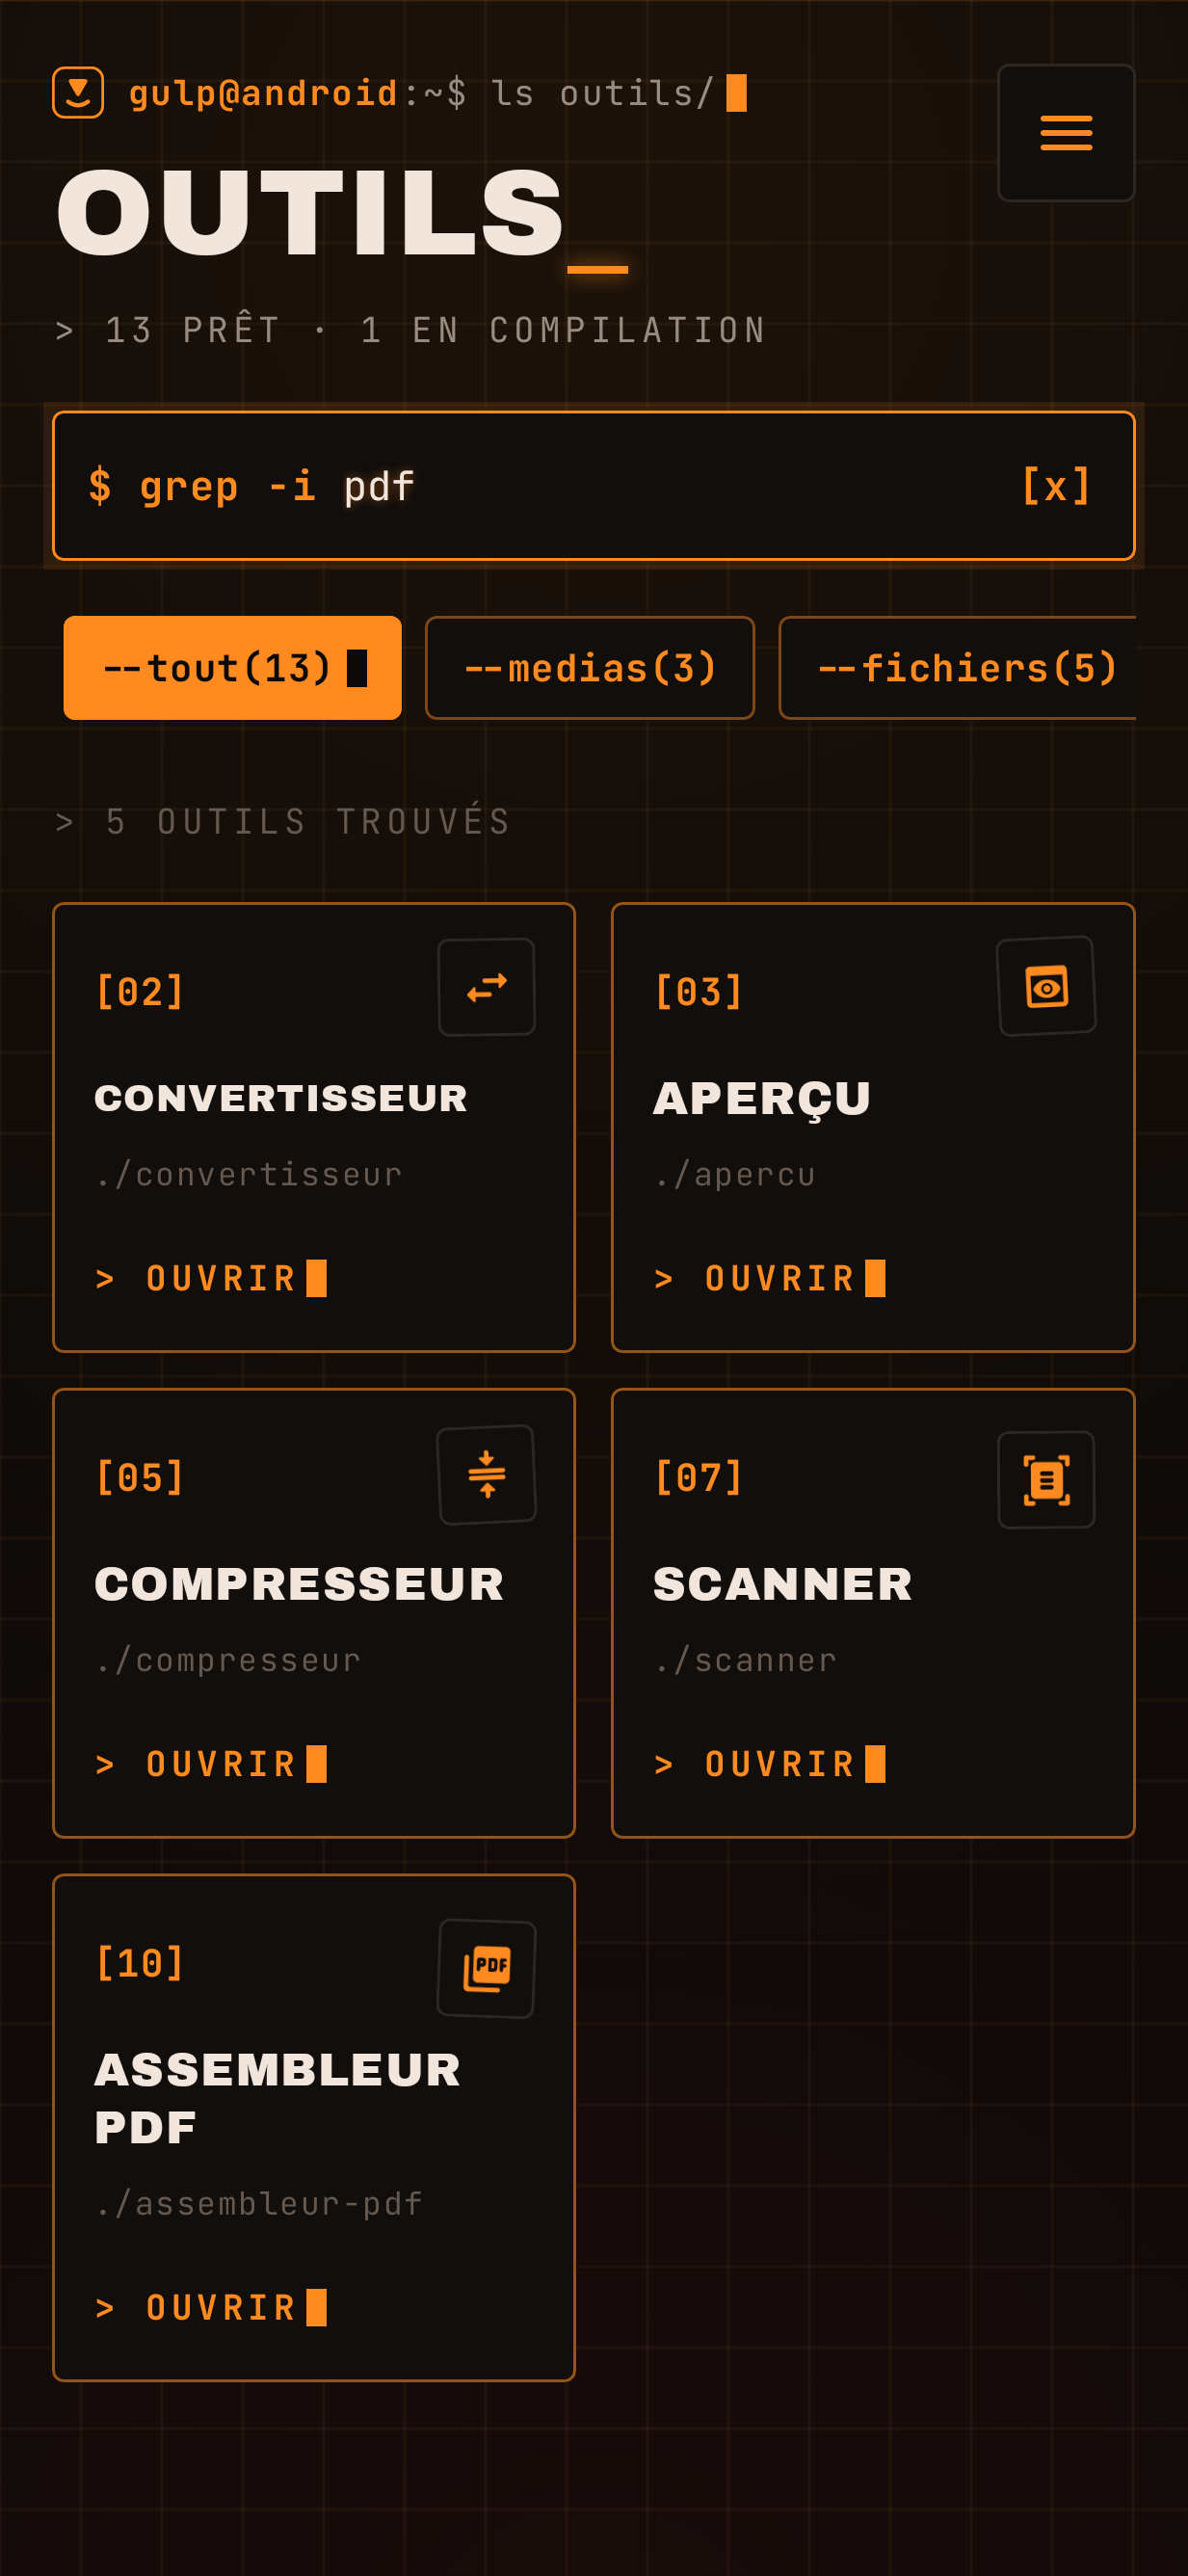 gulp@android:~$ ls outils/
OUTILS_
> 13 PRÊT · 1 EN COMPILATION
$ grep -i pdf [x]
--tout(13) --medias(3) --fichiers(5)
> 5 OUTILS TROUVÉS
[02]
CONVERTISSEUR
./convertisseur
> OUVRIR
[03]
APERÇU
./apercu
> OUVRIR
[05]
COMPRESSEUR
./compresseur
> OUVRIR
[07]
SCANNER
./scanner
> OUVRIR
[10]
PDF
ASSEMBLEUR
PDF
./assembleur-pdf
> OUVRIR